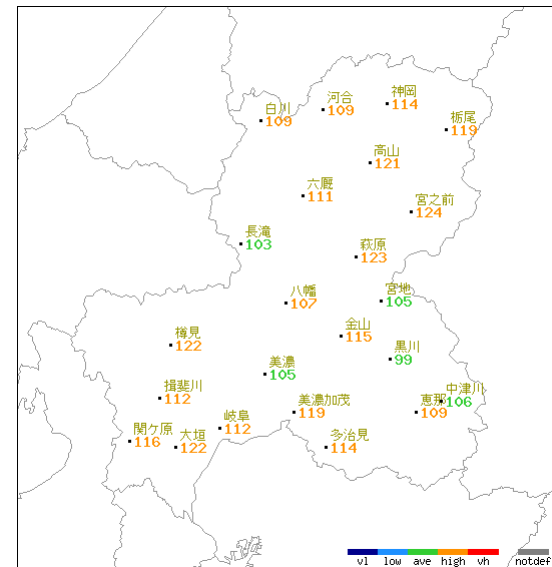 神岡
114
河合
109
白川
109
栃尾
119
高山
121
六厩
111
宮之前
124
長滝
103
萩原
123
八幡
107
宮地
105
金山
115
樽見
122
黒川
99
美濃
105
中津川
106
揖斐川
112
美濃加茂
119
恵那
109
岐阜
112
関ケ原
116
大垣
122
多治見
114
vl low ave high vh notdef